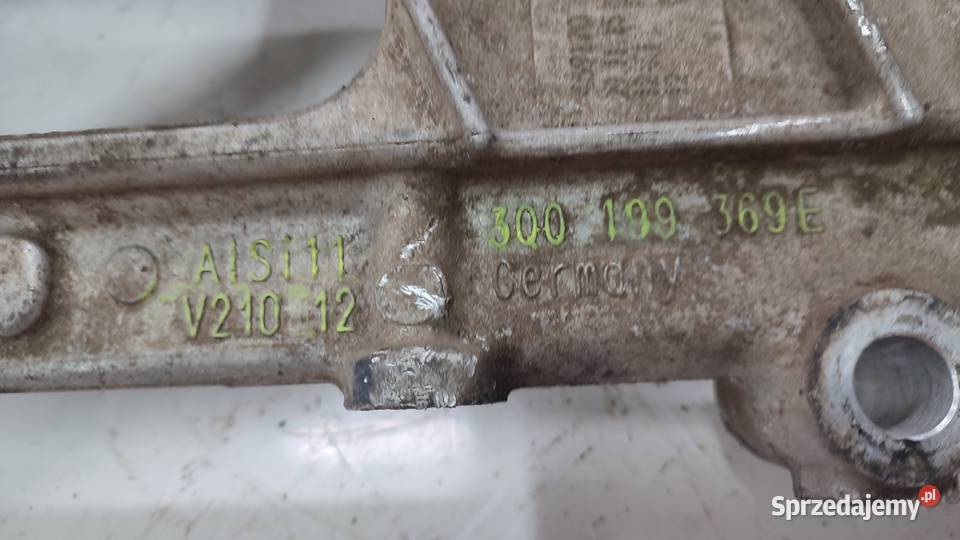 AlSi11
V210 12
3Q0 199 369E
Germany
Sprzedajemy.pl